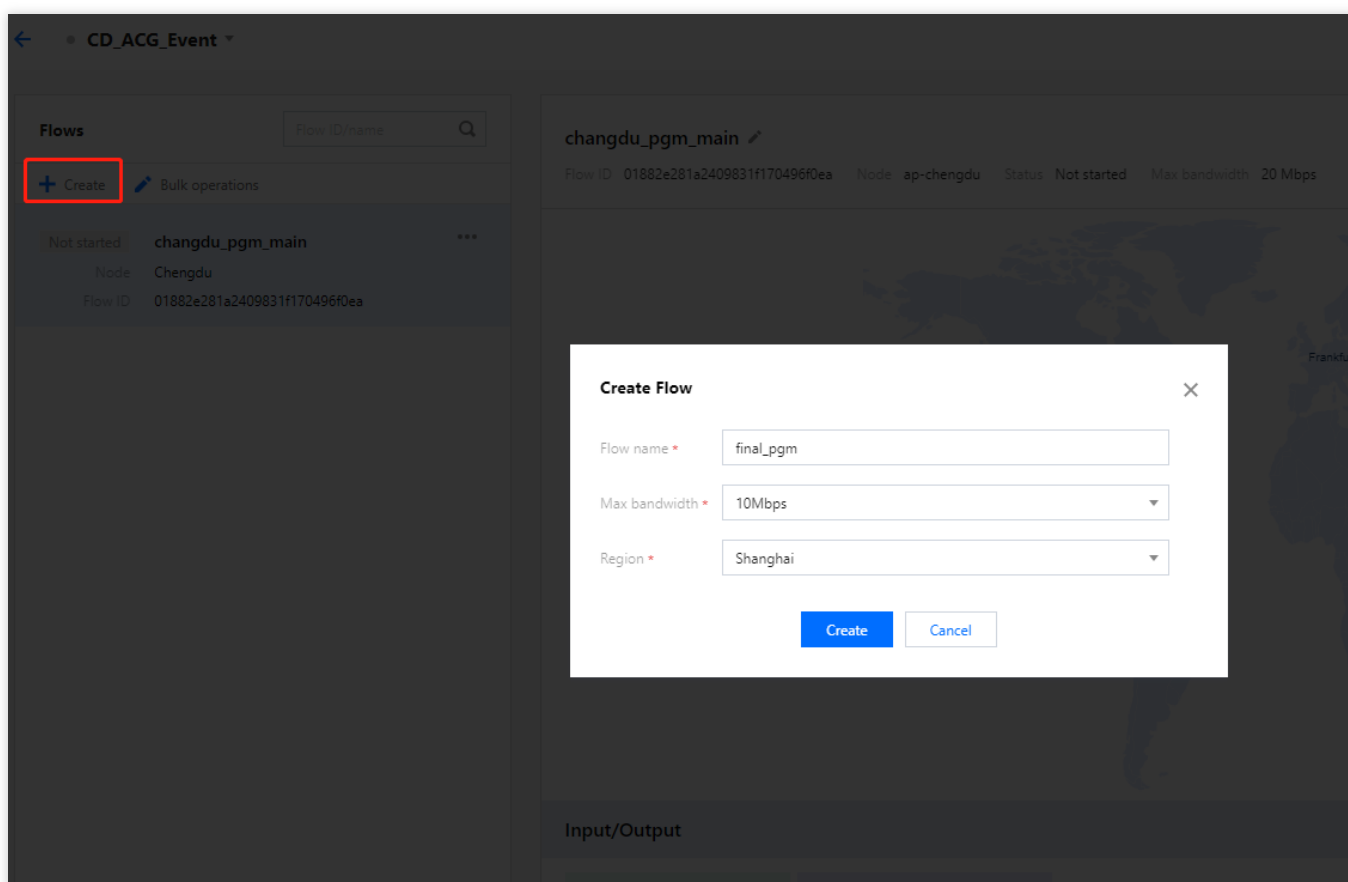 CD_ACG_Event
Flows
Flow ID/name
Create
Bulk operations
Not started changdu_pgm_main
Node Chengdu
Flow ID 01882e281a2409831f170496f0ea
changdu_pgm_main
Flow ID 01882e281a2409831f170496f0ea Node ap-chengdu Status Not started Max bandwidth 20 Mbps
Frankfu
Create Flow
Flow name * final_pgm
Max bandwidth * 10Mbps
Region * Shanghai
Create Cancel
Input/Output